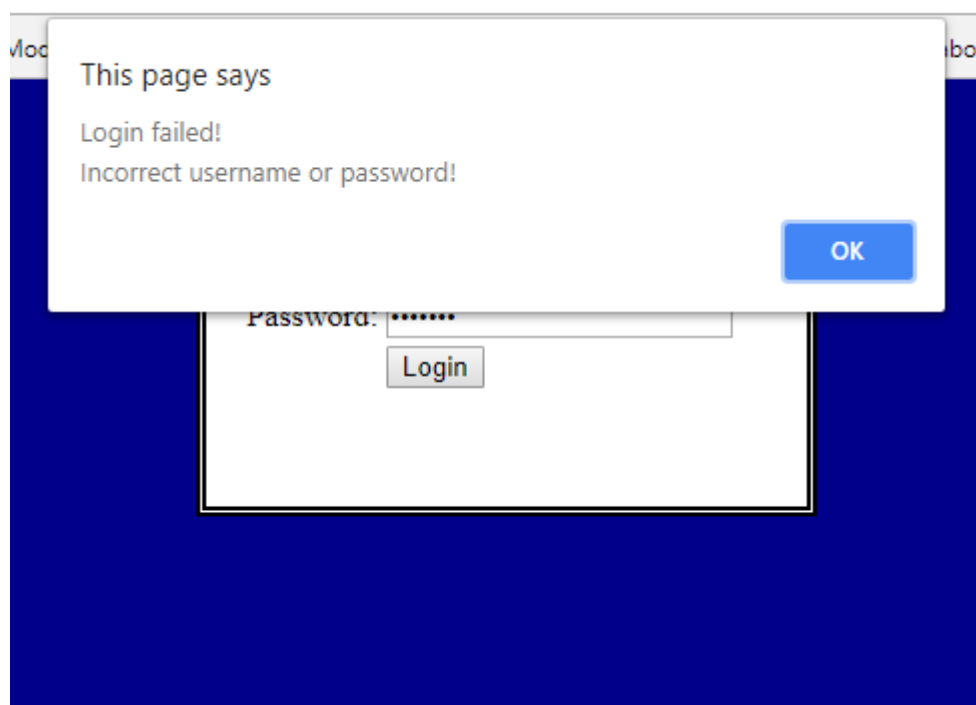 This page says
Login failed!
Incorrect username or password!
OK
Password:
Login